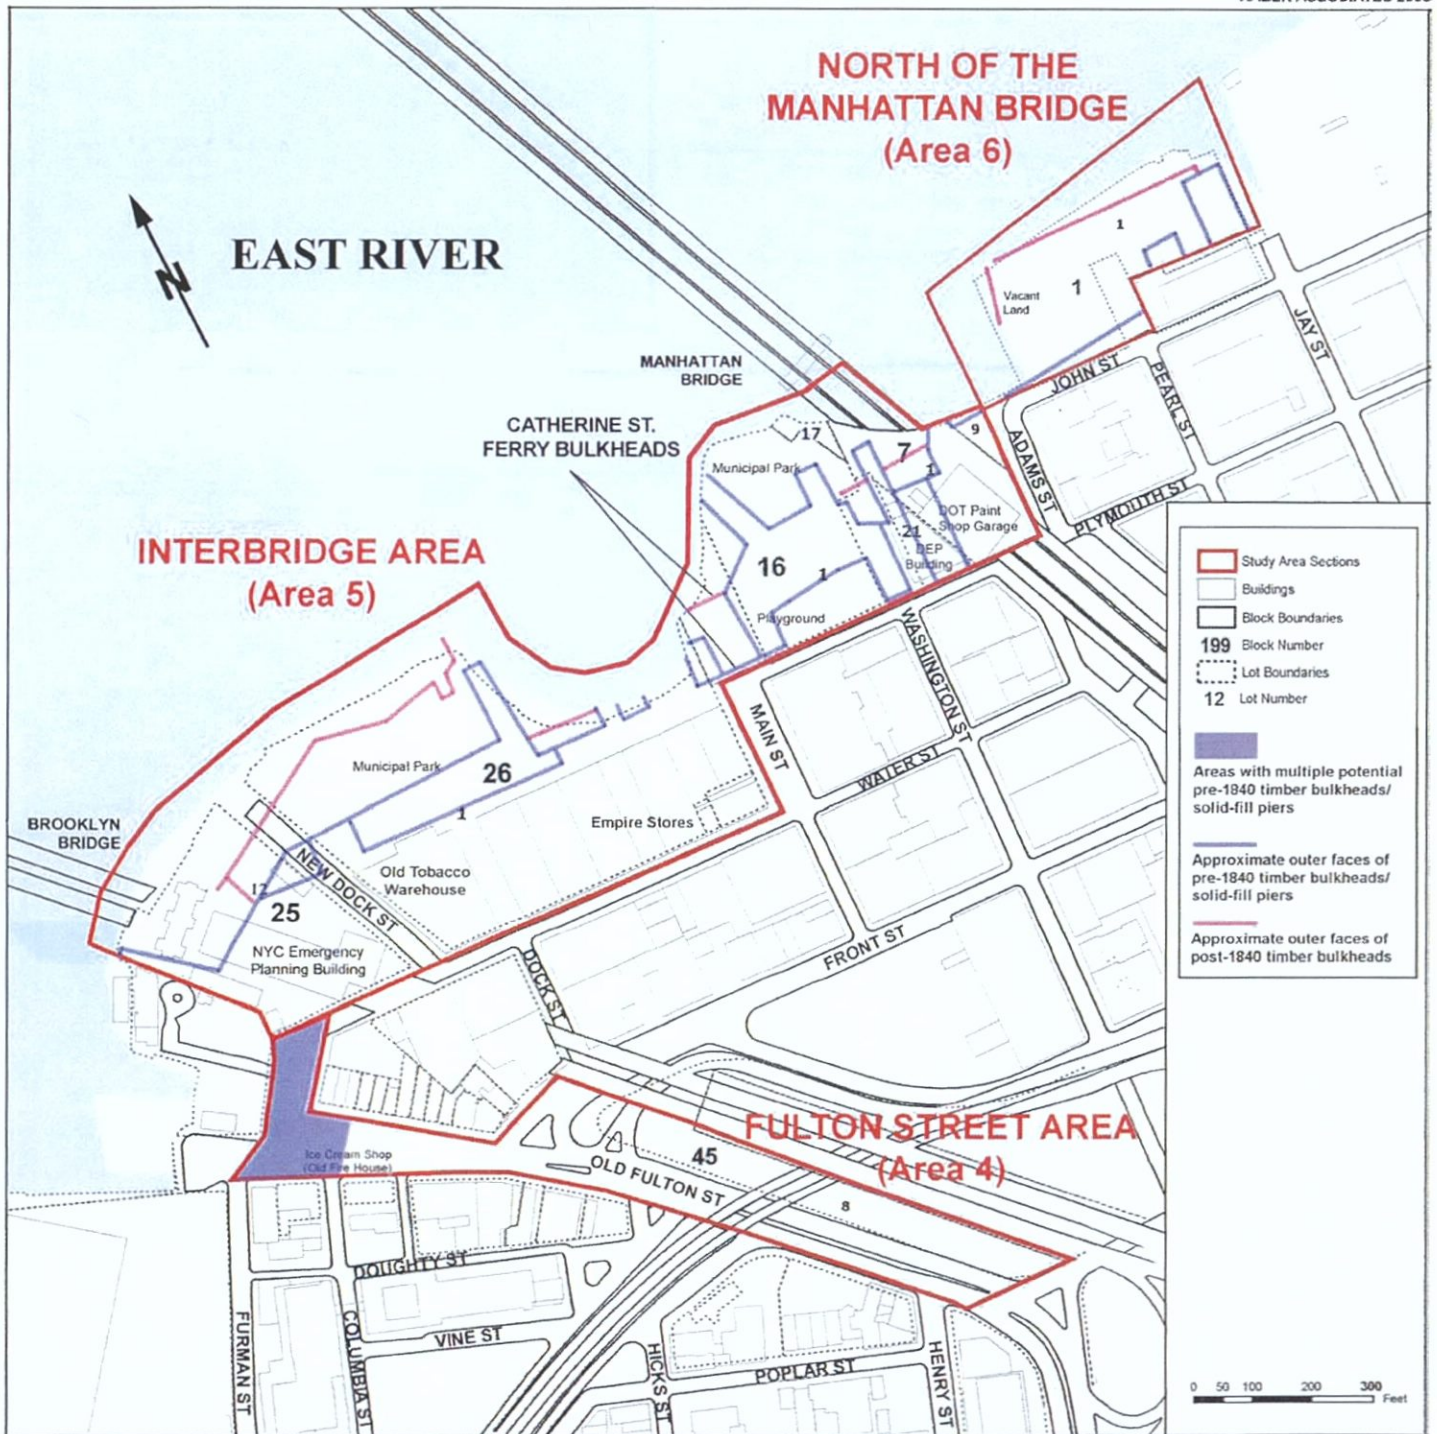 NORTH OF THE
MANHATTAN BRIDGE
(Area 6)
N
EAST RIVER
1
1
Vacant
Land
JAY ST
MANHATTAN
BRIDGE
JOHN ST
PEARL ST
CATHERINE ST.
FERRY BULKHEADS
17
7
9
1
Municipal Park
ADAMS ST
PLYMOUTH ST
DOT Paint
Shop Garage
21
DEP
Building
INTERBRIDGE AREA
(Area 5)
16
1
Playground
WASHINGTON ST
MAIN ST
WATER ST
Municipal Park
26
1
Empire Stores
BROOKLYN
BRIDGE
NEW DOCK ST
Old Tobacco
Warehouse
12
25
NYC Emergency
Planning Building
DOCK ST
FRONT ST
FULTON STREET AREA
(Area 4)
Ice Cream Shop
(Old Fire House)
45
OLD FULTON ST
8
DOUGHTY ST
VINE ST
FURMAN ST
COLUMBIA ST
HICKS ST
POPLAR ST
HENRY ST
Study Area Sections
Buildings
Block Boundaries
199 Block Number
Lot Boundaries
12 Lot Number
Areas with multiple potential
pre-1840 timber bulkheads/
solid-fill piers
Approximate outer faces of
pre-1840 timber bulkheads/
solid-fill piers
Approximate outer faces of
post-1840 timber bulkheads
0 50 100 200 300
Feet